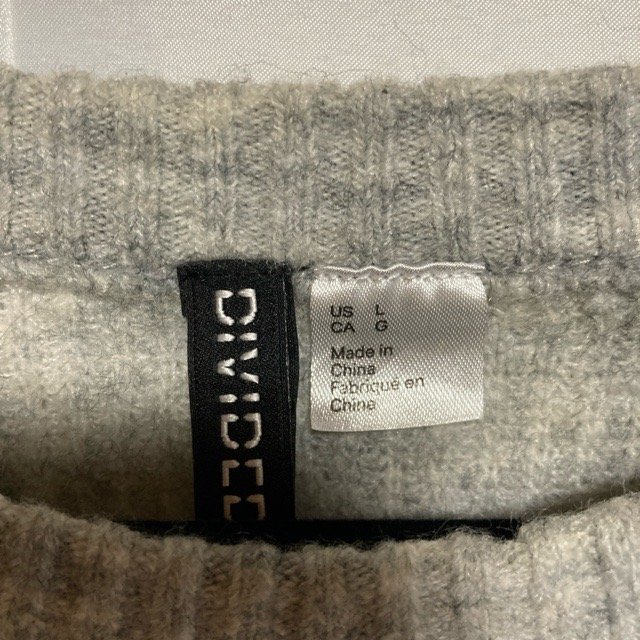 DIVIDED
US L
CA G
Made in
China
Fabriqué en
Chine